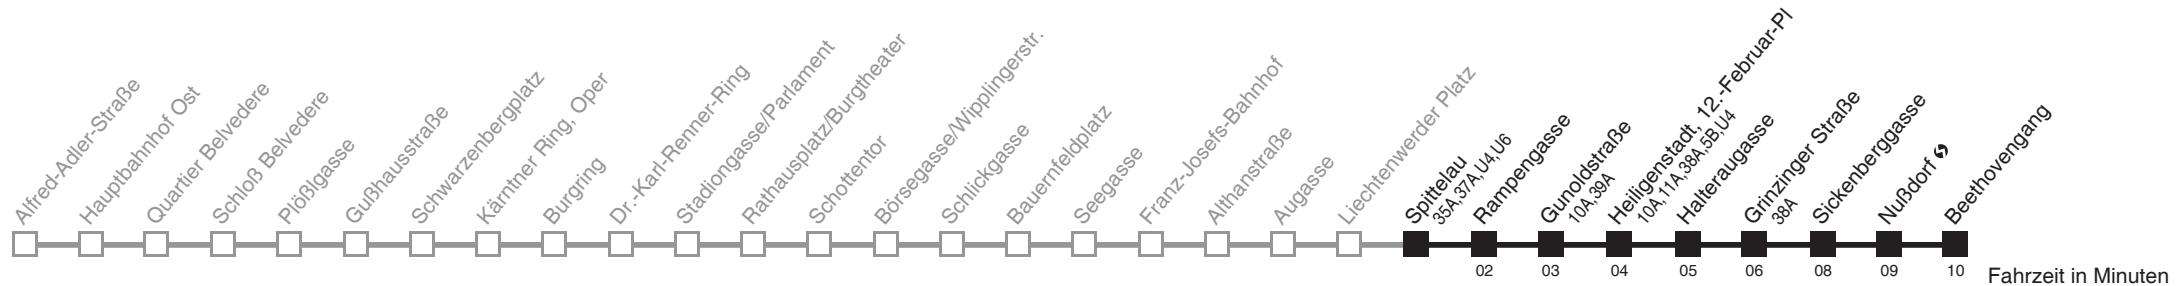 Alfred-Adler-Straße
Hauptbahnhof Ost
Quartier Belvedere
Schloß Belvedere
Plößlgasse
Gußhausstraße
Schwarzenbergplatz
Kärntner Ring, Oper
Burgring
Dr.-Karl-Renner-Ring
Stadiongasse/Parlament
Rathausplatz/Burgtheater
Schottentor
Börsegasse/Wipplingerstr.
Schlickgasse
Bauernfeldplatz
Seegasse
Franz-Josefs-Bahnhof
Althanstraße
Augasse
Liechtenwerder Platz
Spittelau
35A,37A,U4,U6
Rampengasse
Gunoldstraße
10A,39A
Heiligenstadt, 12.-Februar-Pl
10A,11A,38A,5B,U4
Halteraugasse
Grinzinger Straße
38A
Sickenberggasse
Nußdorf
Beethovengang
02 03 04 05 06 08 09 10
Fahrzeit in Minuten